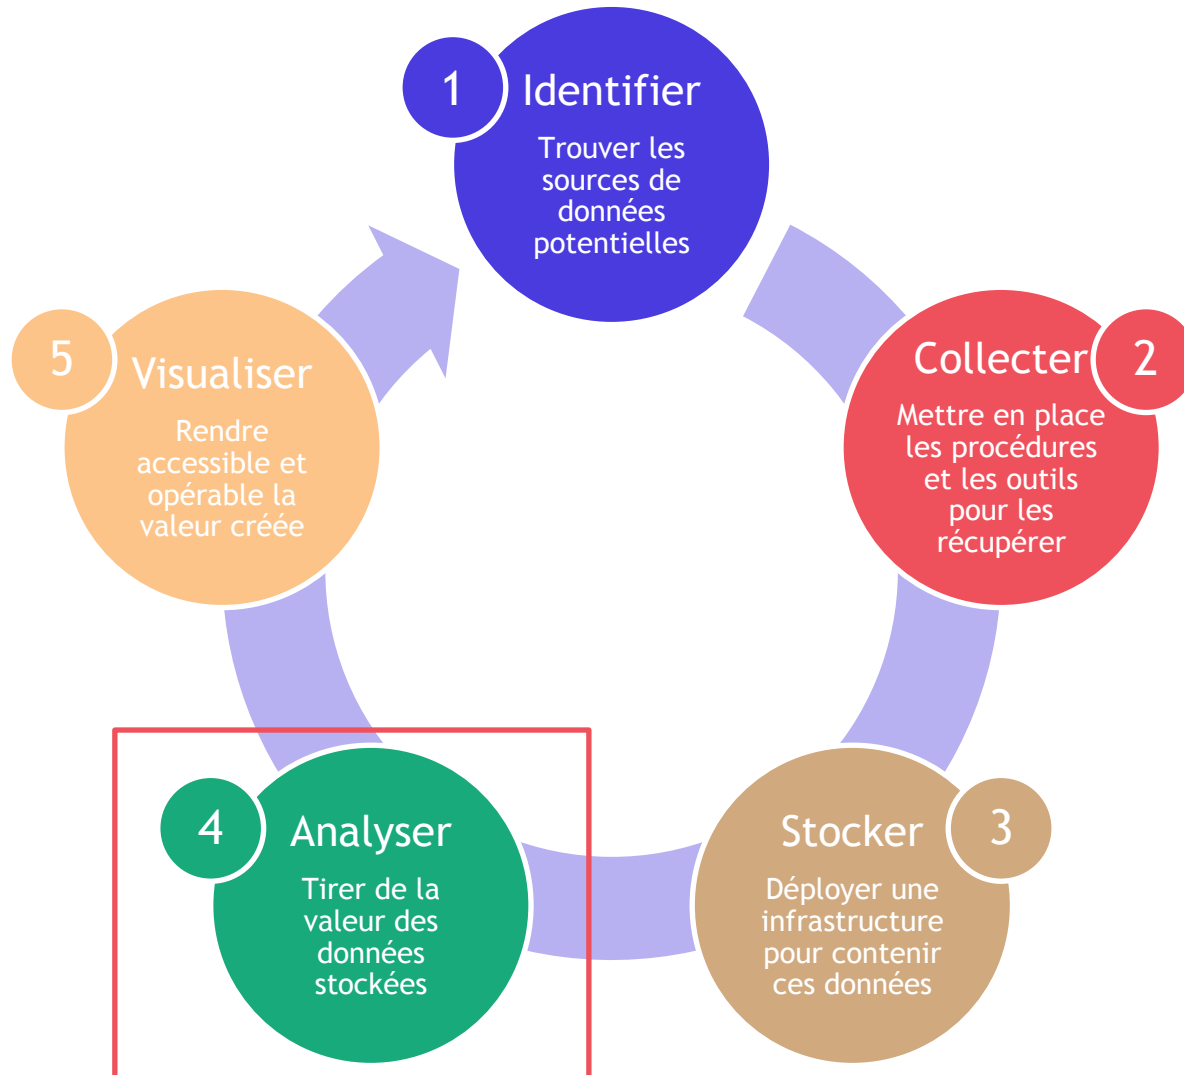 1
Identifier
Trouver les
sources de
données
potentielles
2
Collecter
Mettre en place
les procédures
et les outils
pour les
récupérer
3
Stocker
Déployer une
infrastructure
pour contenir
ces données
4
Analyser
Tirer de la
valeur des
données
stockées
5
Visualiser
Rendre
accessible et
opérable la
valeur créée